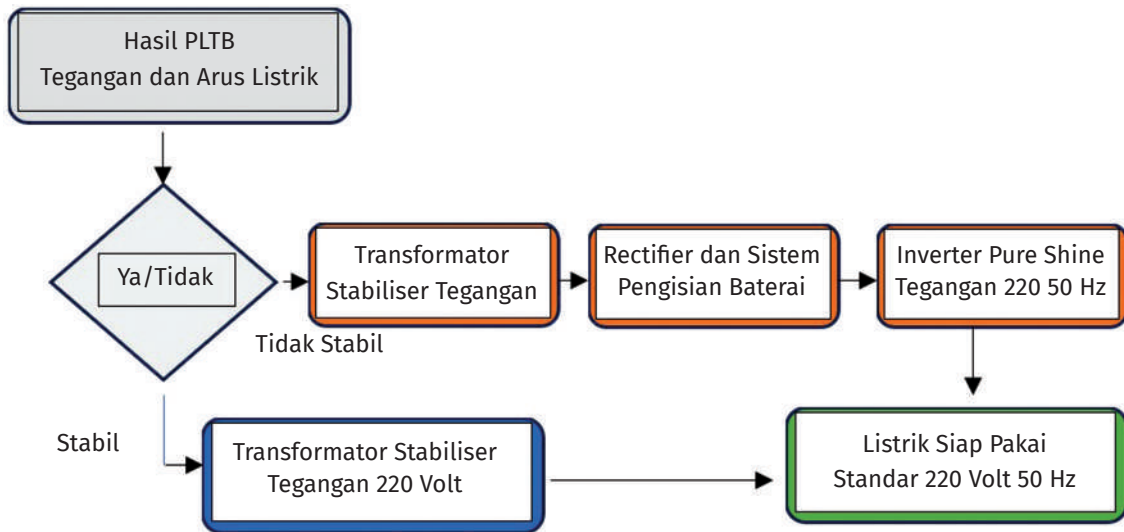 Hasil PLTB
Tegangan dan Arus Listrik
Ya/Tidak
Transformator
Stabiliser Tegangan
Rectifier dan Sistem
Pengisian Baterai
Inverter Pure Shine
Tegangan 220 50 Hz
Tidak Stabil
Stabil
Transformator Stabiliser
Tegangan 220 Volt
Listrik Siap Pakai
Standar 220 Volt 50 Hz